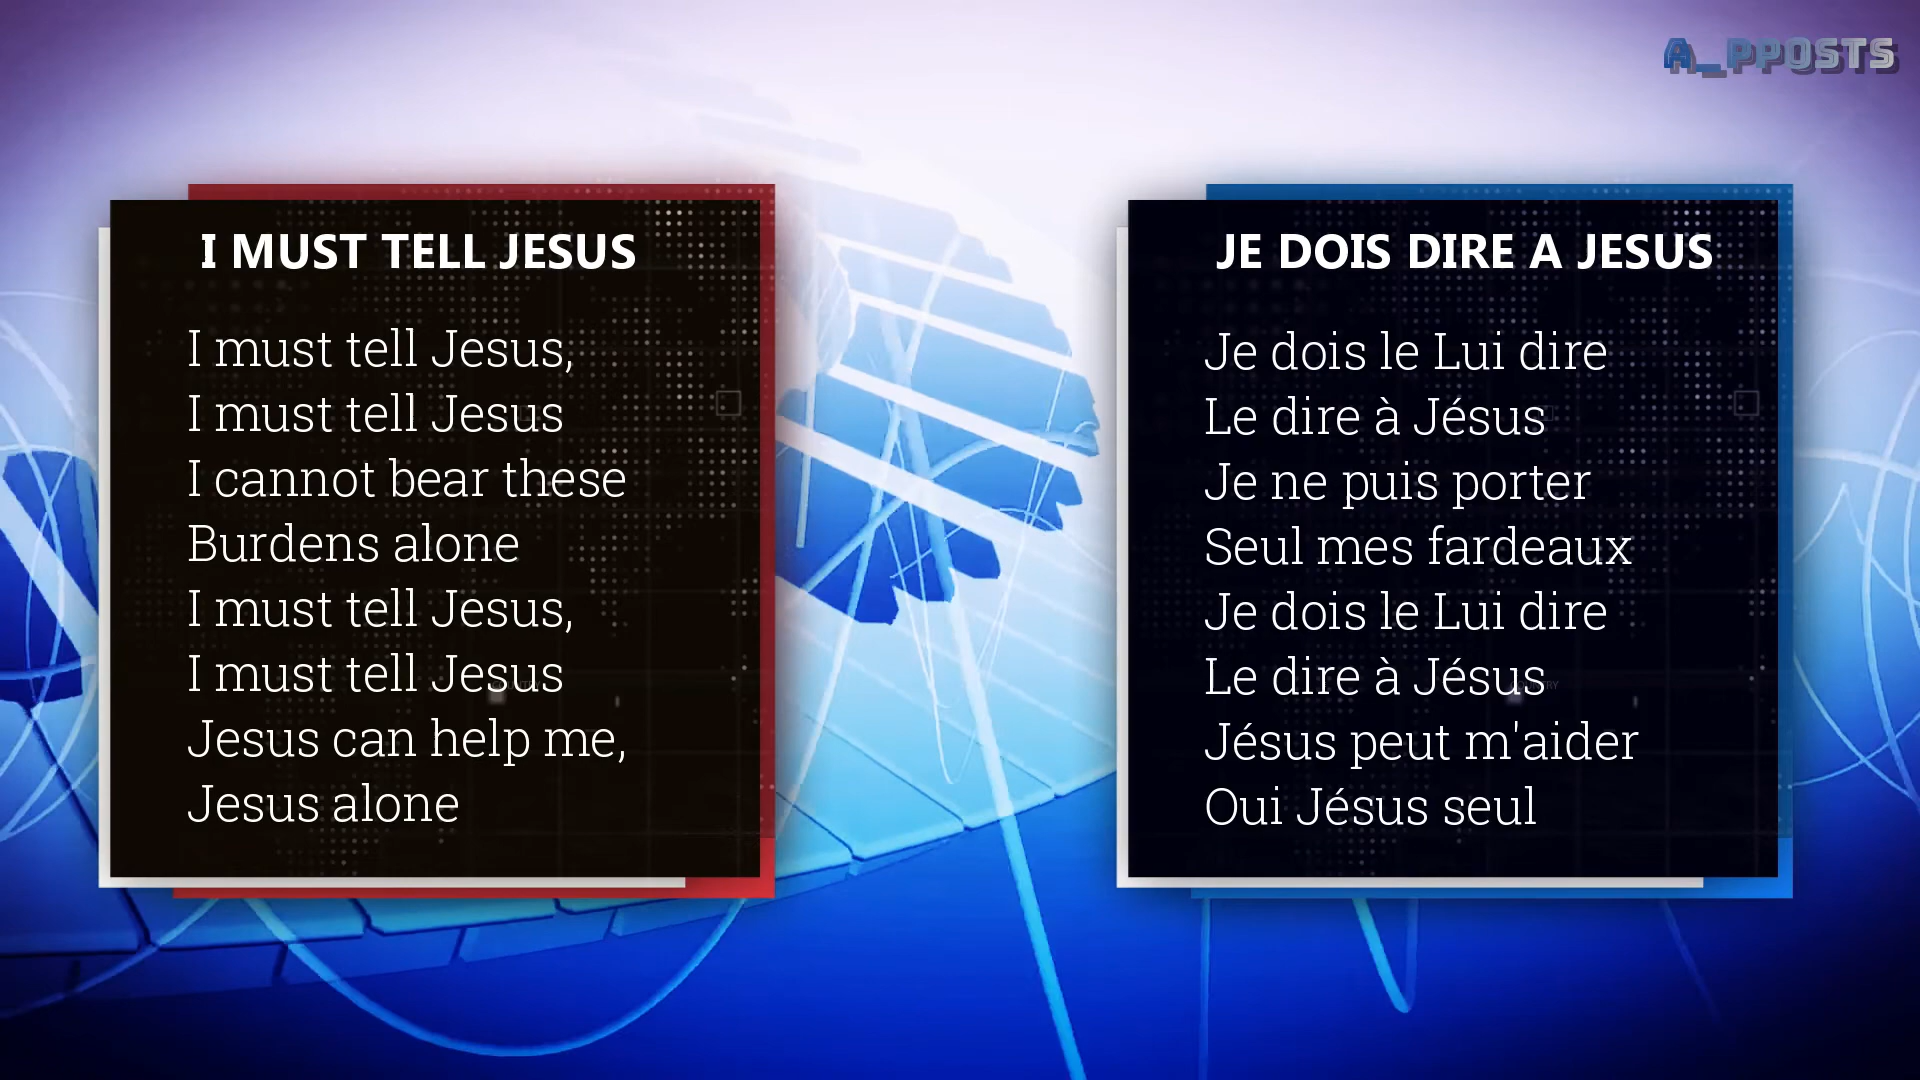 A_PPOSTS
I MUST TELL JESUS
I must tell Jesus,
I must tell Jesus
I cannot bear these
Burdens alone
I must tell Jesus,
I must tell Jesus
Jesus can help me,
Jesus alone
JE DOIS DIRE A JESUS
Je dois le Lui dire
Le dire à Jésus
Je ne puis porter
Seul mes fardeaux
Je dois le Lui dire
Le dire à Jésus
Jésus peut m'aider
Oui Jésus seul